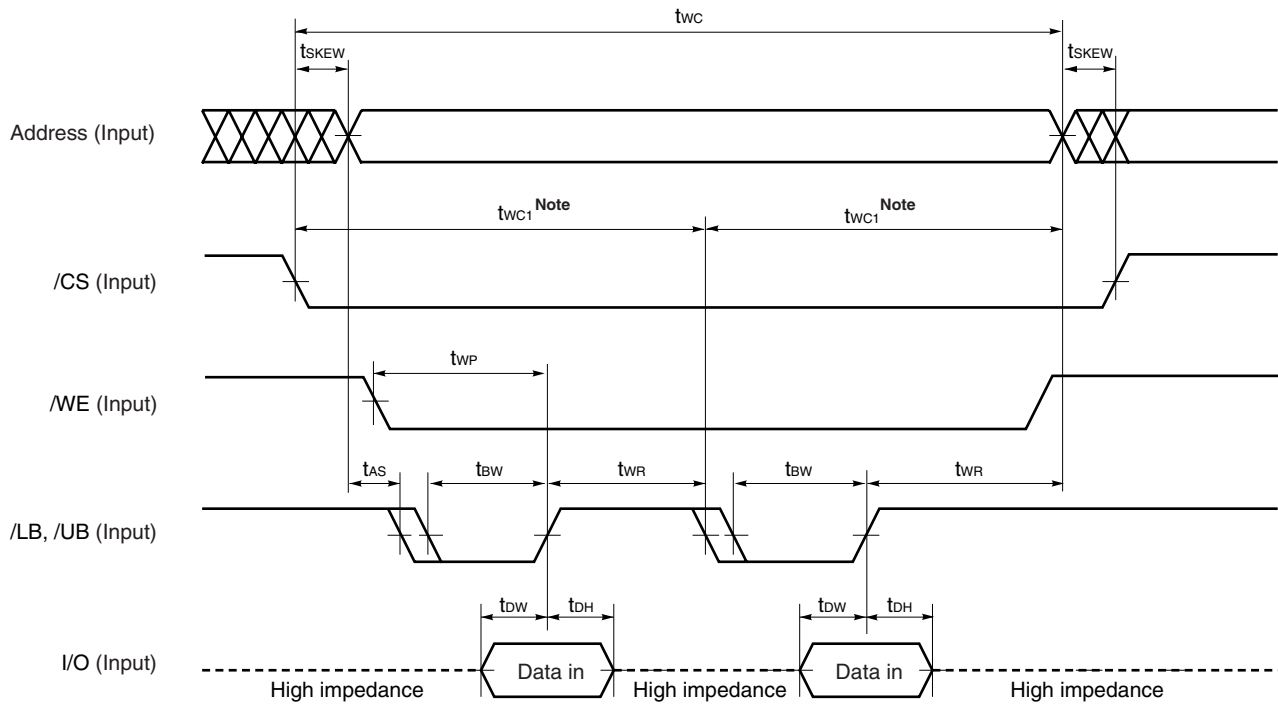 tWC
tSKEW
tSKEW
Address (Input)
tWC1 Note
tWC1 Note
/CS (Input)
tWP
/WE (Input)
tAS
tBW
tWR
tBW
tWR
/LB, /UB (Input)
tDW
tDH
tDW
tDH
I/O (Input)
Data in
Data in
High impedance
High impedance
High impedance